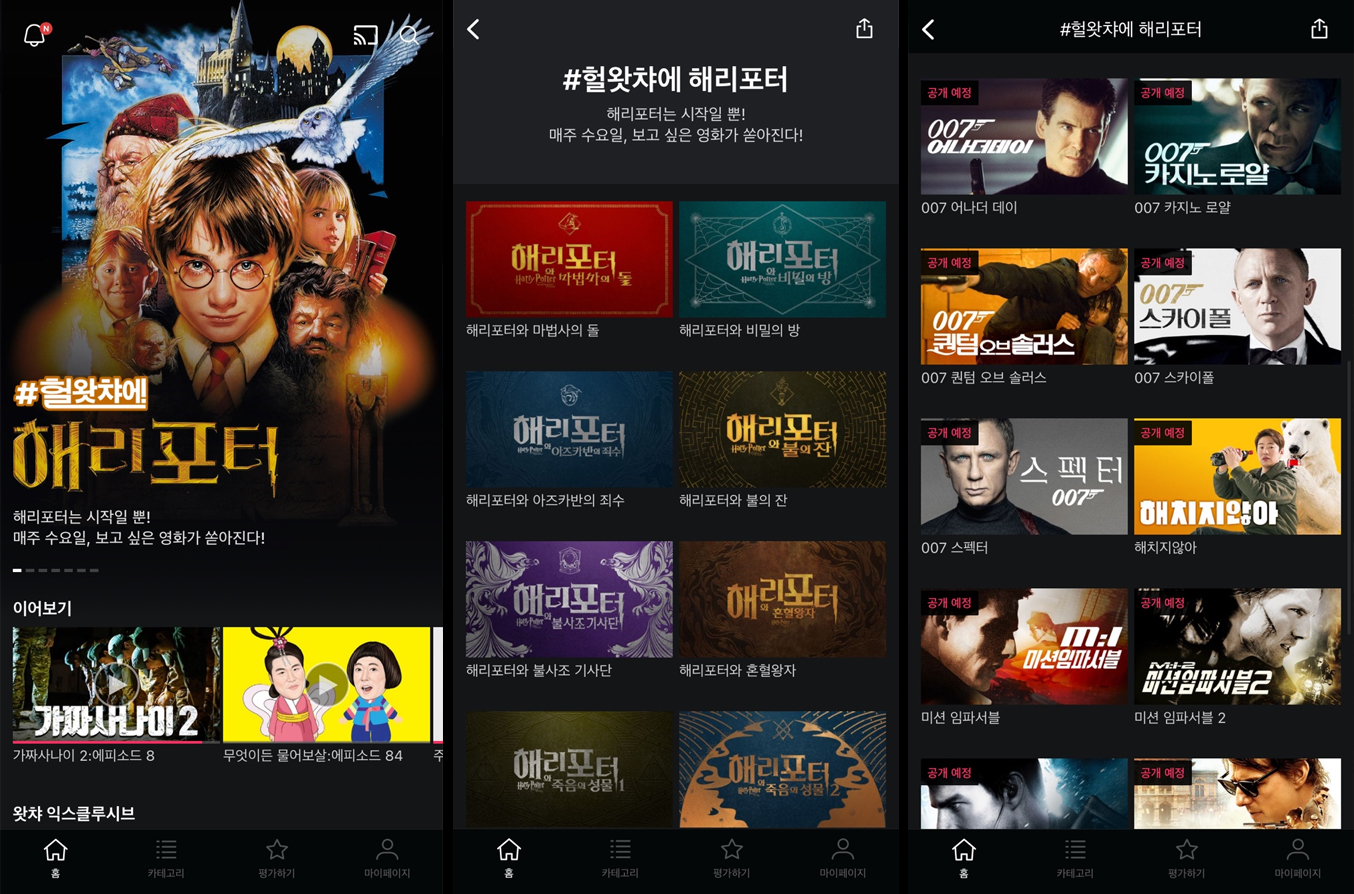 N
#헐왓챠에!
해리포터
해리포터는 시작일 뿐!
매주 수요일, 보고 싶은 영화가 쏟아진다!
이어보기
가짜사나이 2
가짜사나이 2:에피소드 8
무엇이든 물어보살:에피소드 84
왓챠 익스클루시브
홈
카테고리
평가하기
마이페이지
#헐왓챠에 해리포터
해리포터는 시작일 뿐!
매주 수요일, 보고 싶은 영화가 쏟아진다!
해리포터
와 마법사의 돌
Harry Potter
해리포터와 마법사의 돌
해리포터
와 비밀의 방
Harry Potter
해리포터와 비밀의 방
해리포터
와 아즈카반의 죄수
Harry Potter
해리포터와 아즈카반의 죄수
해리포터
와 불의 잔
Harry Potter
해리포터와 불의 잔
해리포터
와 불사조 기사단
Harry Potter
해리포터와 불사조 기사단
해리포터
와 혼혈왕자
해리포터와 혼혈왕자
해리포터
와 죽음의 성물 1
Harry Potter
해리포터
와 죽음의 성물 2
Harry Potter
홈
카테고리
평가하기
마이페이지
#헐왓챠에 해리포터
공개 예정
007
어나더데이
007 어나더 데이
공개 예정
007
카지노 로얄
007 카지노 로얄
공개 예정
007
퀀텀 오브 솔러스
007 퀀텀 오브 솔러스
공개 예정
007
스카이폴
007 스카이폴
공개 예정
스펙터
007
007 스펙터
공개 예정
해치지않아
해치지않아
공개 예정
M:I
미션임파서블
미션 임파서블
공개 예정
M:I-2
미션임파서블2
미션 임파서블 2
공개 예정
공개 예정
홈
카테고리
평가하기
마이페이지